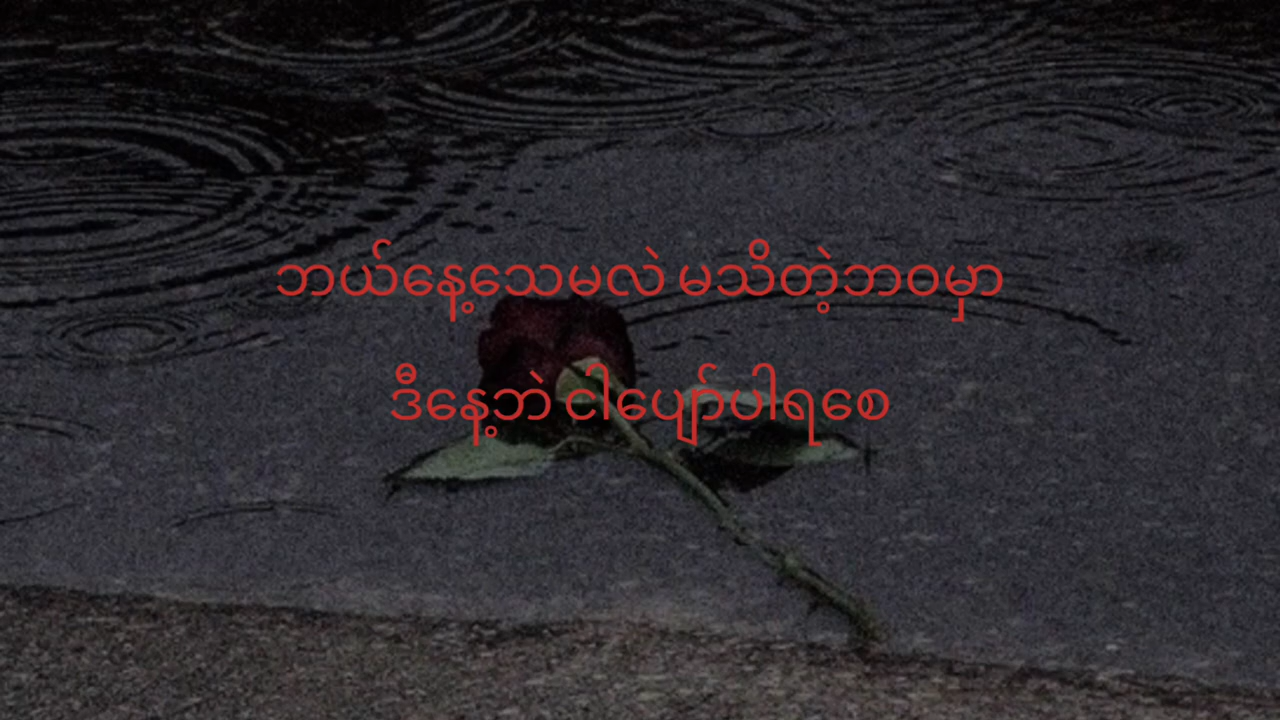 ဘယ်နေ့သေမလဲ မသိတဲ့ဘဝမှာ
ဒီနေ့ဘဲ ငါပျော်ပါရစေ